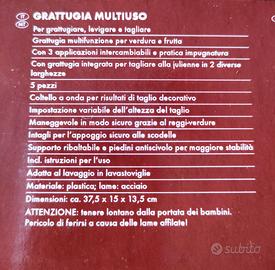 IT
MT
GRATTUGIA MULTIUSO
Per grattugiare, levigare e tagliare
Grattugia multifunzione per verdura e frutta
Con 3 applicazioni intercambiabili e pratica impugnatura
Con grattugia integrata per tagliare alla julienne in 2 diverse
larghezze
5 pezzi
Coltello a onda per risultati di taglio decorativo
Impostazione variabile dell'altezza del taglio
Maneggevole in modo sicuro grazie al reggi-verdure
Intagli per l'appoggio sicuro alle scodelle
Supporto ribaltabile e piedini antiscivolo per maggiore stabilità
Incl. istruzioni per l'uso
Adatta al lavaggio in lavastoviglie
Materiale: plastica; lame: acciaio
Dimensioni: ca. 37,5 x 15 x 13,5 cm
ATTENZIONE: tenere lontano dalla portata dei bambini.
Pericolo di ferirsi a causa delle lame affilate!
subito